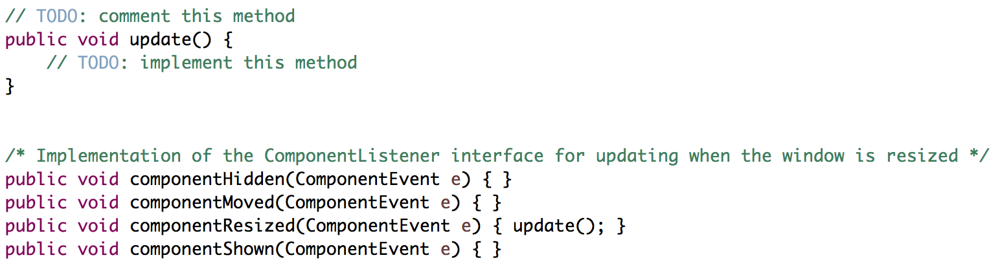 // TODO: comment this method
public void update() {
    // TODO: implement this method
}
/* Implementation of the ComponentListener interface for updating when the window is resized */
public void componentHidden(ComponentEvent e) { }
public void componentMoved(ComponentEvent e) { }
public void componentResized(ComponentEvent e) { update(); }
public void componentShown(ComponentEvent e) { }